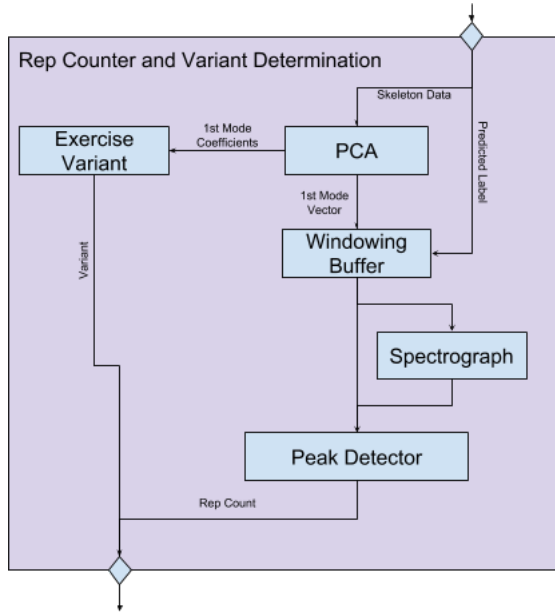 Rep Counter and Variant Determination
Skeleton Data
Predicted Label
1st Mode
Coefficients
Exercise
Variant
PCA
1st Mode
Vector
Windowing
Buffer
Variant
Spectrograph
Peak Detector
Rep Count